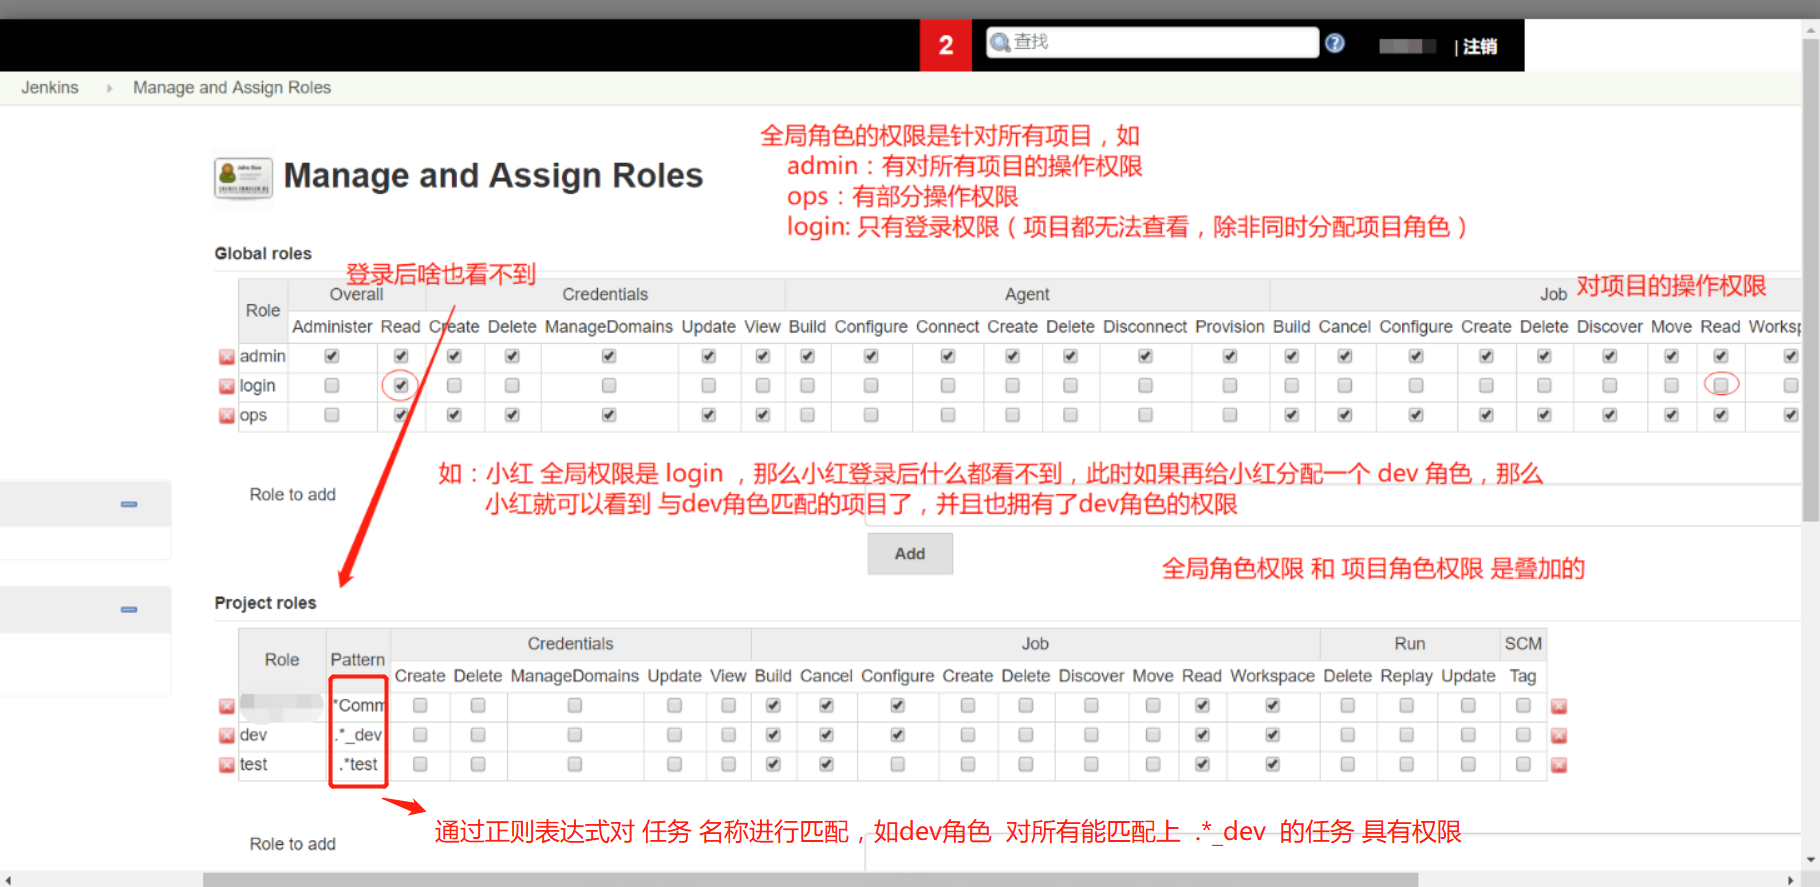 2
查找
| 注销
Jenkins
Manage and Assign Roles
Manage and Assign Roles
全局角色的权限是针对所有项目，如
admin：有对所有项目的操作权限
ops：有部分操作权限
login: 只有登录权限（项目都无法查看，除非同时分配项目角色）
Global roles
登录后啥也看不到
对项目的操作权限
Role Overall Credentials Agent Job
Administer Read Create Delete ManageDomains Update View Build Configure Connect Create Delete Disconnect Provision Build Cancel Configure Create Delete Discover Move Read Worksp
admin
login
ops
如：小红 全局权限是 login ，那么小红登录后什么都看不到，此时如果再给小红分配一个 dev 角色，那么
小红就可以看到 与dev角色匹配的项目了，并且也拥有了dev角色的权限
Role to add
Add
全局角色权限 和 项目角色权限 是叠加的
Project roles
Role Pattern Credentials Job Run SCM
Create Delete ManageDomains Update View Build Cancel Configure Create Delete Discover Move Read Workspace Delete Replay Update Tag
*Comm
dev .*_dev
test .*test
通过正则表达式对 任务 名称进行匹配，如dev角色 对所有能匹配上 .*_dev 的任务 具有权限
Role to add